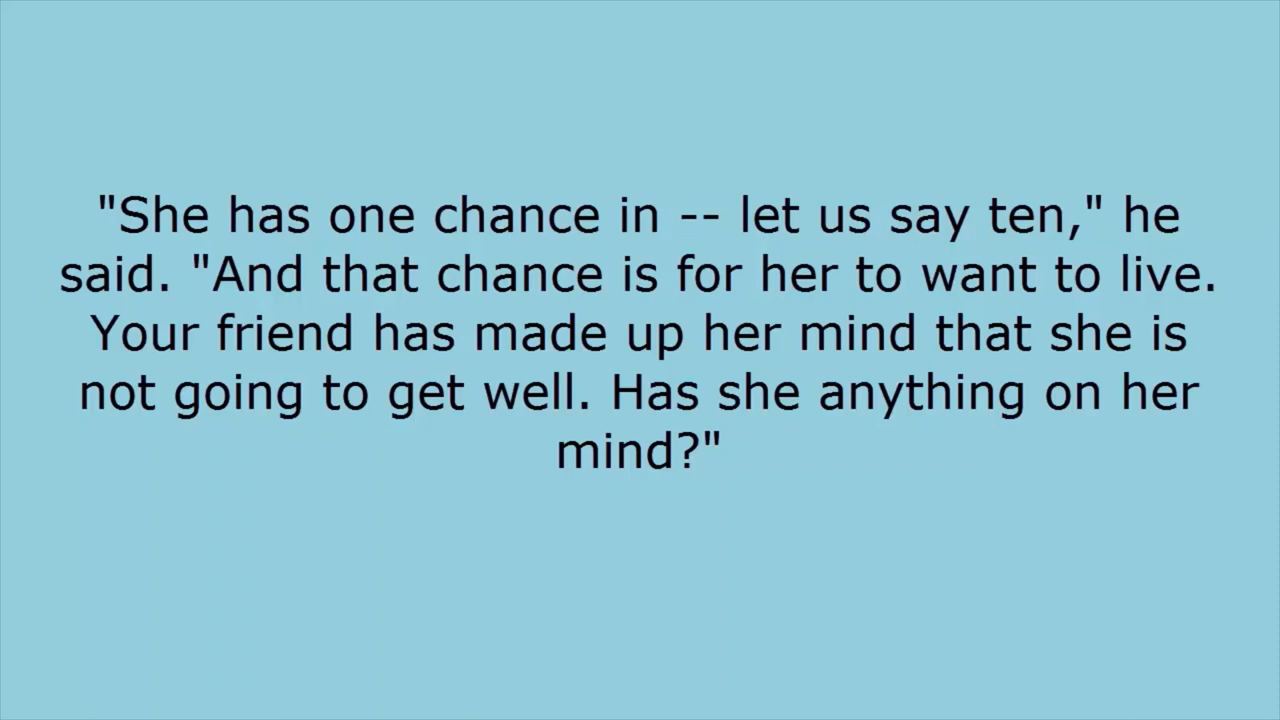 "She has one chance in -- let us say ten," he
said. "And that chance is for her to want to live.
Your friend has made up her mind that she is
not going to get well. Has she anything on her
mind?"